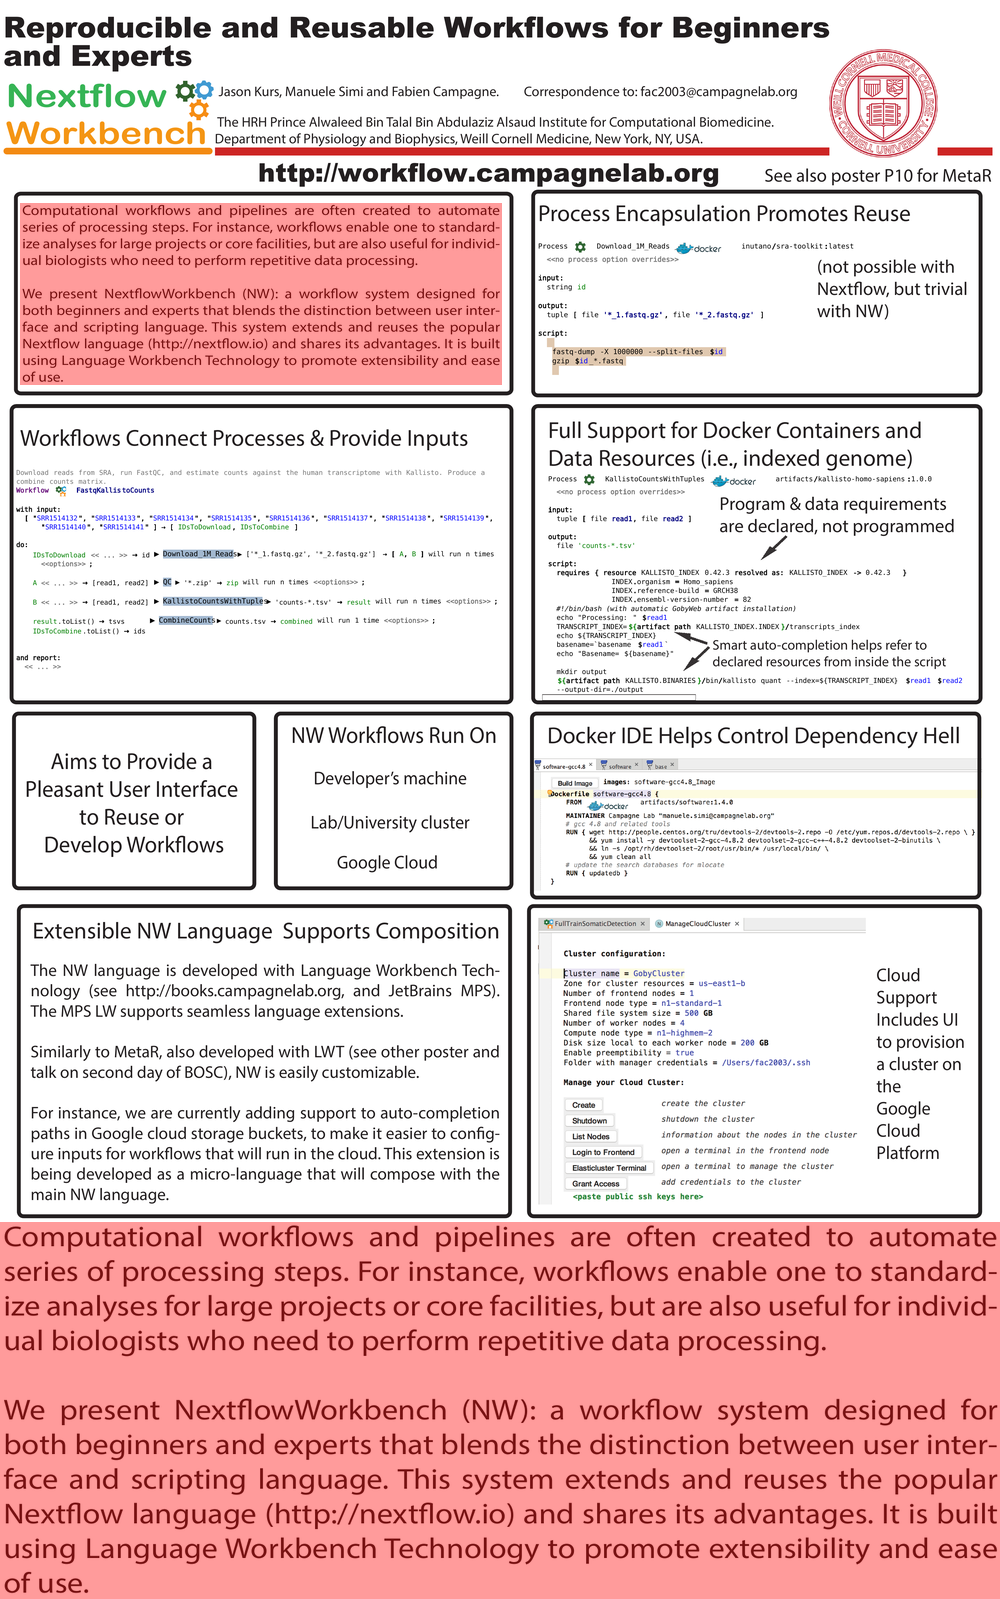 Reproducible and Reusable Workflows for Beginners
and Experts
Nextflow
Workbench
Jason Kurs, Manuele Simi and Fabien Campagne. Correspondence to: fac2003@campagnelab.org
The HRH Prince Alwaleed Bin Talal Bin Abdulaziz Alsaud Institute for Computational Biomedicine.
Department of Physiology and Biophysics, Weill Cornell Medicine, New York, NY, USA.
http://workflow.campagnelab.org
See also poster P10 for MetaR
Computational workflows and pipelines are often created to automate
series of processing steps. For instance, workflows enable one to standard-
ize analyses for large projects or core facilities, but are also useful for individ-
ual biologists who need to perform repetitive data processing.
We present NextflowWorkbench (NW): a workflow system designed for
both beginners and experts that blends the distinction between user inter-
face and scripting language. This system extends and reuses the popular
Nextflow language (http://nextflow.io) and shares its advantages. It is built
using Language Workbench Technology to promote extensibility and ease
of use.
Process Encapsulation Promotes Reuse
Process Download_1M_Reads docker inutano/sra-toolkit:latest
<<no process option overrides>>
input:
string id
output:
tuple [ file '*_1.fastq.gz', file '*_2.fastq.gz' ]
script:
fastq-dump -X 1000000 --split-files $id
gzip $id_*.fastq
(not possible with
Nextflow, but trivial
with NW)
Workflows Connect Processes & Provide Inputs
Download reads from SRA, run FastQC, and estimate counts against the human transcriptome with Kallisto. Produce a
combine counts matrix.
Workflow FastqKallistoCounts
with input:
[ "SRR1514132", "SRR1514133", "SRR1514134", "SRR1514135", "SRR1514136", "SRR1514137", "SRR1514138", "SRR1514139",
"SRR1514140", "SRR1514141" ] → [ IDsToDownload, IDsToCombine ]
do:
IDsToDownload << ... >> → id ▶ Download_1M_Reads ▶ ['*_1.fastq.gz', '*_2.fastq.gz'] → [ A, B ] will run n times
<<options>> ;
A << ... >> → [read1, read2] ▶ QC ▶ '*.zip' → zip will run n times <<options>> ;
B << ... >> → [read1, read2] ▶ KallistoCountsWithTuples ▶ 'counts-*.tsv' → result will run n times <<options>> ;
result.toList() → tsvs ▶ CombineCounts ▶ counts.tsv → combined will run 1 time <<options>> ;
IDsToCombine.toList() → ids
and report:
<< ... >>
Full Support for Docker Containers and
Data Resources (i.e., indexed genome)
Process KallistoCountsWithTuples docker artifacts/kallisto-homo-sapiens:1.0.0
<<no process option overrides>>
Program & data requirements
are declared, not programmed
input:
tuple [ file read1, file read2 ]
output:
file 'counts-*.tsv'
script:
requires { resource KALLISTO_INDEX 0.42.3 resolved as: KALLISTO_INDEX -> 0.42.3 }
INDEX.organism = Homo_sapiens
INDEX.reference-build = GRCH38
INDEX.ensembl-version-number = 82
#!/bin/bash (with automatic GobyWeb artifact installation)
echo "Processing: " $read1
TRANSCRIPT_INDEX=${artifact path KALLISTO_INDEX.INDEX}/transcripts_index
echo ${TRANSCRIPT_INDEX}
basename=`basename $read1`
echo "Basename= ${basename}"
Smart auto-completion helps refer to
declared resources from inside the script
mkdir output
${artifact path KALLISTO.BINARIES}/bin/kallisto quant --index=${TRANSCRIPT_INDEX} $read1 $read2
--output-dir=./output
Aims to Provide a
Pleasant User Interface
to Reuse or
Develop Workflows
NW Workflows Run On
Developer's machine
Lab/University cluster
Google Cloud
Docker IDE Helps Control Dependency Hell
software-gcc4.8 × software × base ×
Build Image images: software-gcc4.8_Image
Dockerfile software-gcc4.8 {
FROM docker artifacts/software:1.4.0
MAINTAINER Campagne Lab "manuele.simi@campagnelab.org"
# gcc 4.8 and related tools
RUN { wget http://people.centos.org/tru/devtools-2/devtools-2.repo -O /etc/yum.repos.d/devtools-2.repo \ }
&& yum install -y devtoolset-2-gcc-4.8.2 devtoolset-2-gcc-c++-4.8.2 devtoolset-2-binutils \
&& ln -s /opt/rh/devtoolset-2/root/usr/bin/* /usr/local/bin/ \
&& yum clean all
# update the search databases for mlocate
RUN { updatedb }
}
Extensible NW Language Supports Composition
The NW language is developed with Language Workbench Tech-
nology (see http://books.campagnelab.org, and JetBrains MPS).
The MPS LW supports seamless language extensions.
Similarly to MetaR, also developed with LWT (see other poster and
talk on second day of BOSC), NW is easily customizable.
For instance, we are currently adding support to auto-completion
paths in Google cloud storage buckets, to make it easier to config-
ure inputs for workflows that will run in the cloud. This extension is
being developed as a micro-language that will compose with the
main NW language.
FullTrainSomaticDetection × ManageCloudCluster ×
Cluster configuration:
Cluster name = GobyCluster
Zone for cluster resources = us-east1-b
Number of frontend nodes = 1
Frontend node type = n1-standard-1
Shared file system size = 500 GB
Number of worker nodes = 4
Compute node type = n1-highmem-2
Disk size local to each worker node = 200 GB
Enable preemptibility = true
Folder with manager credentials = /Users/fac2003/.ssh
Manage your Cloud Cluster:
Create create the cluster
Shutdown shutdown the cluster
List Nodes information about the nodes in the cluster
Login to Frontend open a terminal in the frontend node
Elasticluster Terminal open a terminal to manage the cluster
Grant Access add credentials to the cluster
<paste public ssh keys here>
Cloud
Support
Includes UI
to provision
a cluster on
the
Google
Cloud
Platform
Computational workflows and pipelines are often created to automate
series of processing steps. For instance, workflows enable one to standard-
ize analyses for large projects or core facilities, but are also useful for individ-
ual biologists who need to perform repetitive data processing.
We present NextflowWorkbench (NW): a workflow system designed for
both beginners and experts that blends the distinction between user inter-
face and scripting language. This system extends and reuses the popular
Nextflow language (http://nextflow.io) and shares its advantages. It is built
using Language Workbench Technology to promote extensibility and ease
of use.